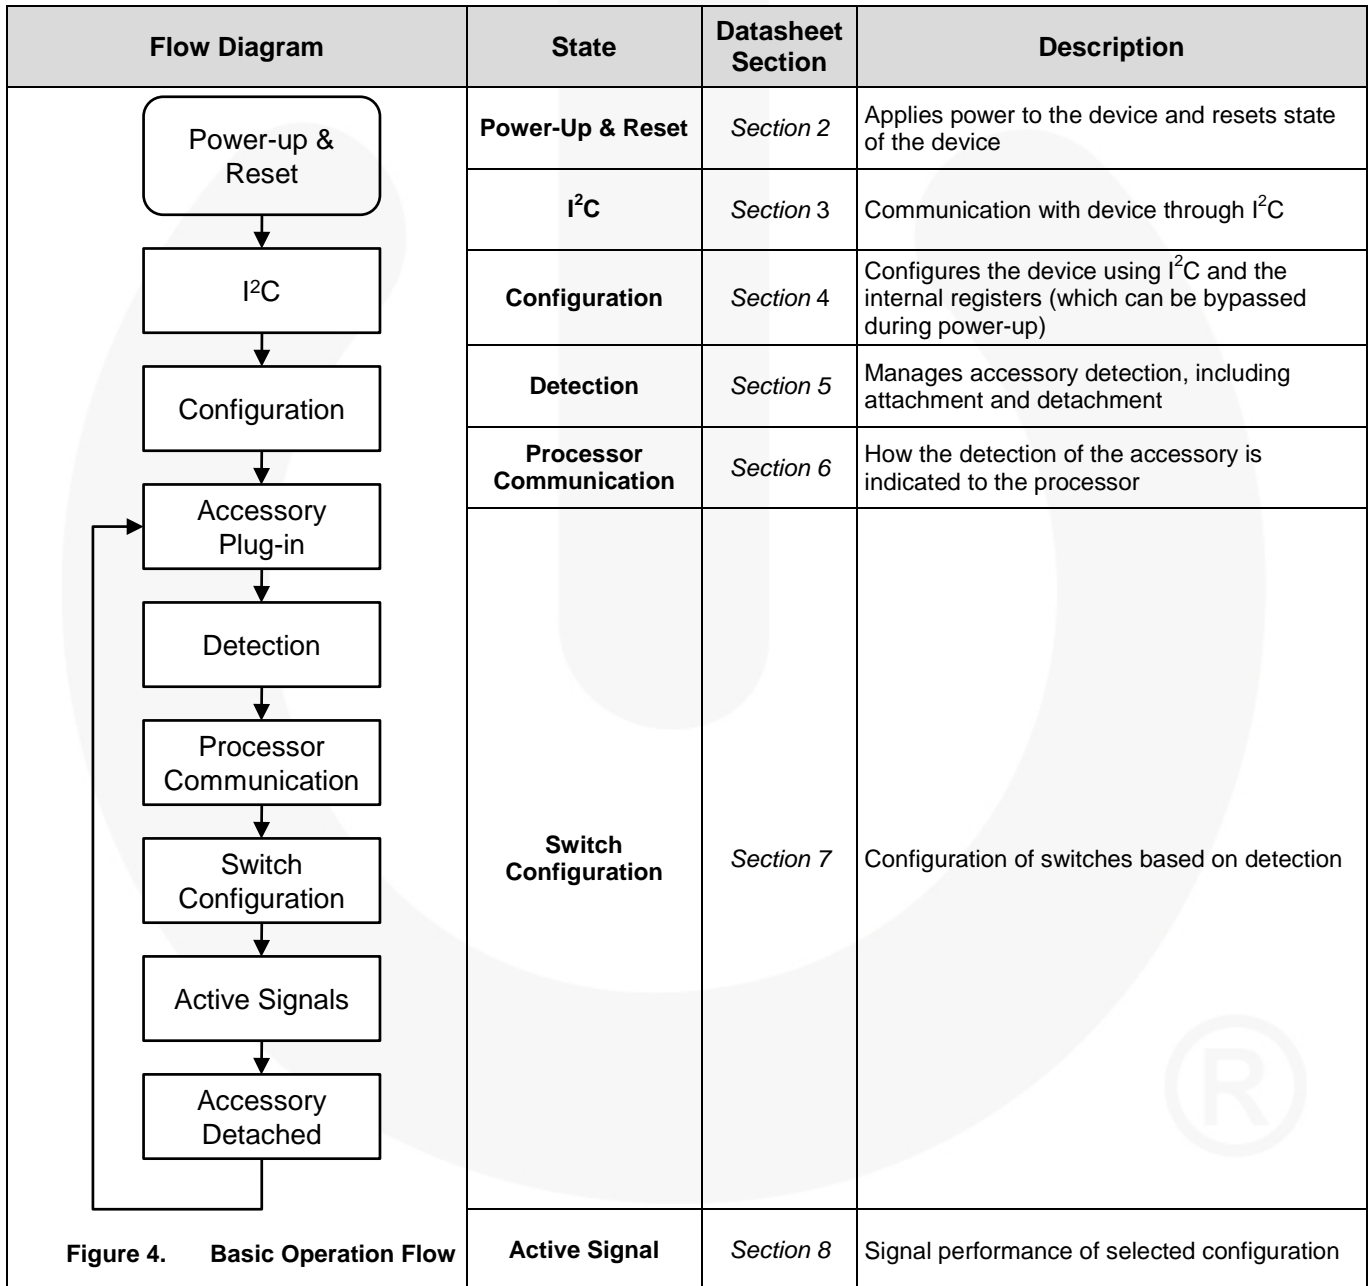 Flow Diagram
State
Datasheet
Section
Description
Power-up &
Reset
I²C
Configuration
Accessory
Plug-in
Detection
Processor
Communication
Switch
Configuration
Active Signals
Accessory
Detached
Figure 4. Basic Operation Flow
Power-Up & Reset
Section 2
Applies power to the device and resets state
of the device
I²C
Section 3
Communication with device through I²C
Configuration
Section 4
Configures the device using I²C and the
internal registers (which can be bypassed
during power-up)
Detection
Section 5
Manages accessory detection, including
attachment and detachment
Processor
Communication
Section 6
How the detection of the accessory is
indicated to the processor
Switch
Configuration
Section 7
Configuration of switches based on detection
®
Active Signal
Section 8
Signal performance of selected configuration